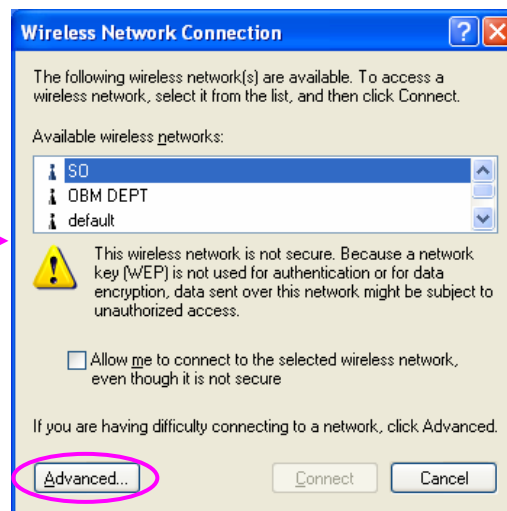 Wireless Network Connection
The following wireless network(s) are available. To access a
wireless network, select it from the list, and then click Connect.
Available wireless networks:
SO
OBM DEPT
default
This wireless network is not secure. Because a network
key (WEP) is not used for authentication or for data
encryption, data sent over this network might be subject to
unauthorized access.
Allow me to connect to the selected wireless network,
even though it is not secure
If you are having difficulty connecting to a network, click Advanced.
Advanced... Connect Cancel